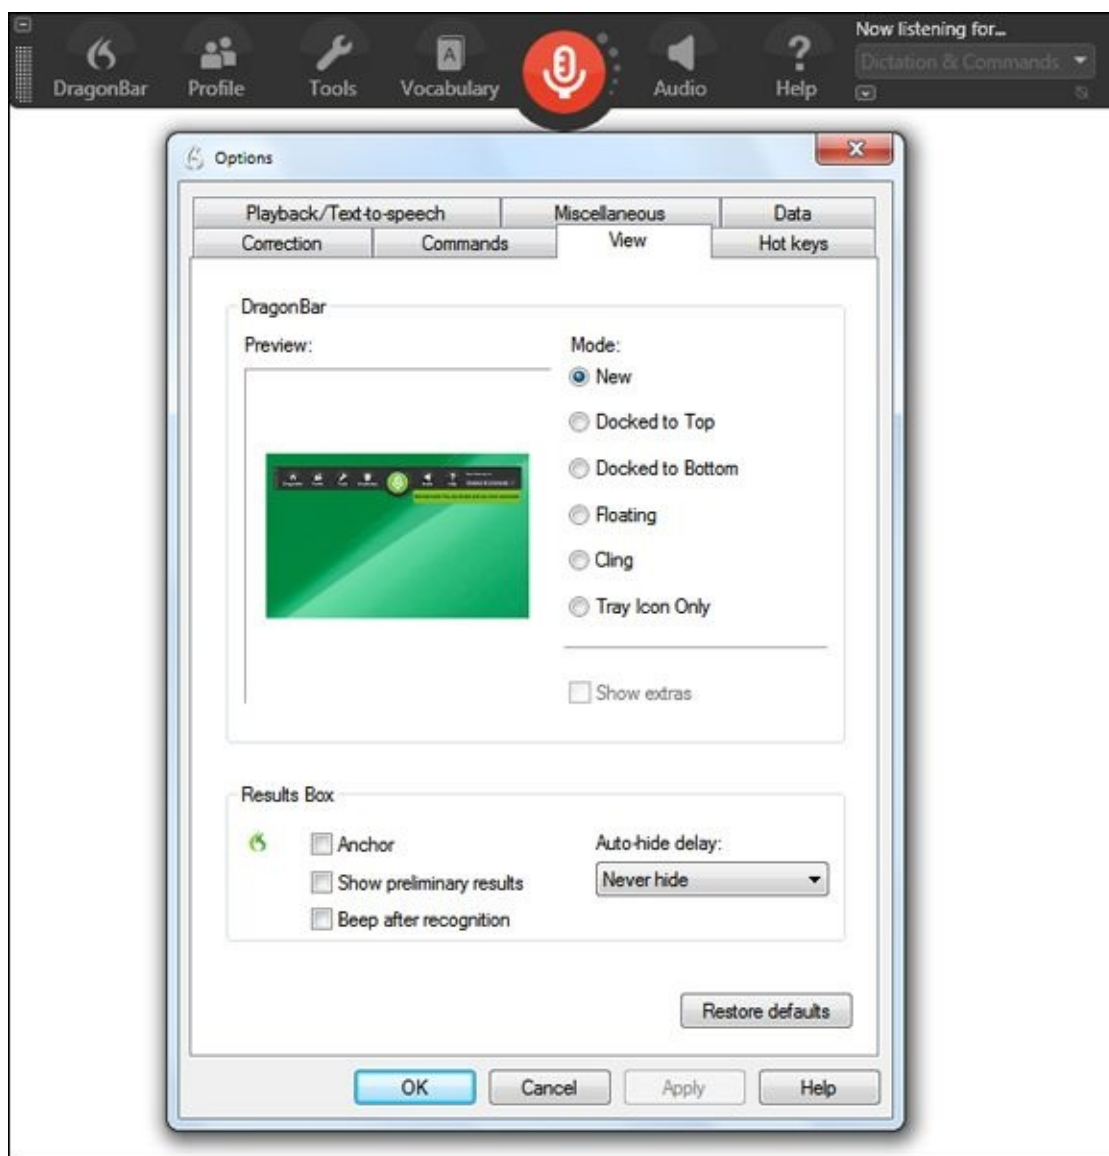 Now listening for...
DragonBar Profile Tools Vocabulary Audio Help Dictation & Commands
A
Options
Playback/Text-to-speech Miscellaneous Data
Correction Commands View Hot keys
DragonBar
Preview: Mode:
New
Docked to Top
Docked to Bottom
Floating
Cling
Tray Icon Only
Show extras
Results Box
Anchor Auto-hide delay:
Show preliminary results Never hide
Beep after recognition
Restore defaults
OK Cancel Apply Help